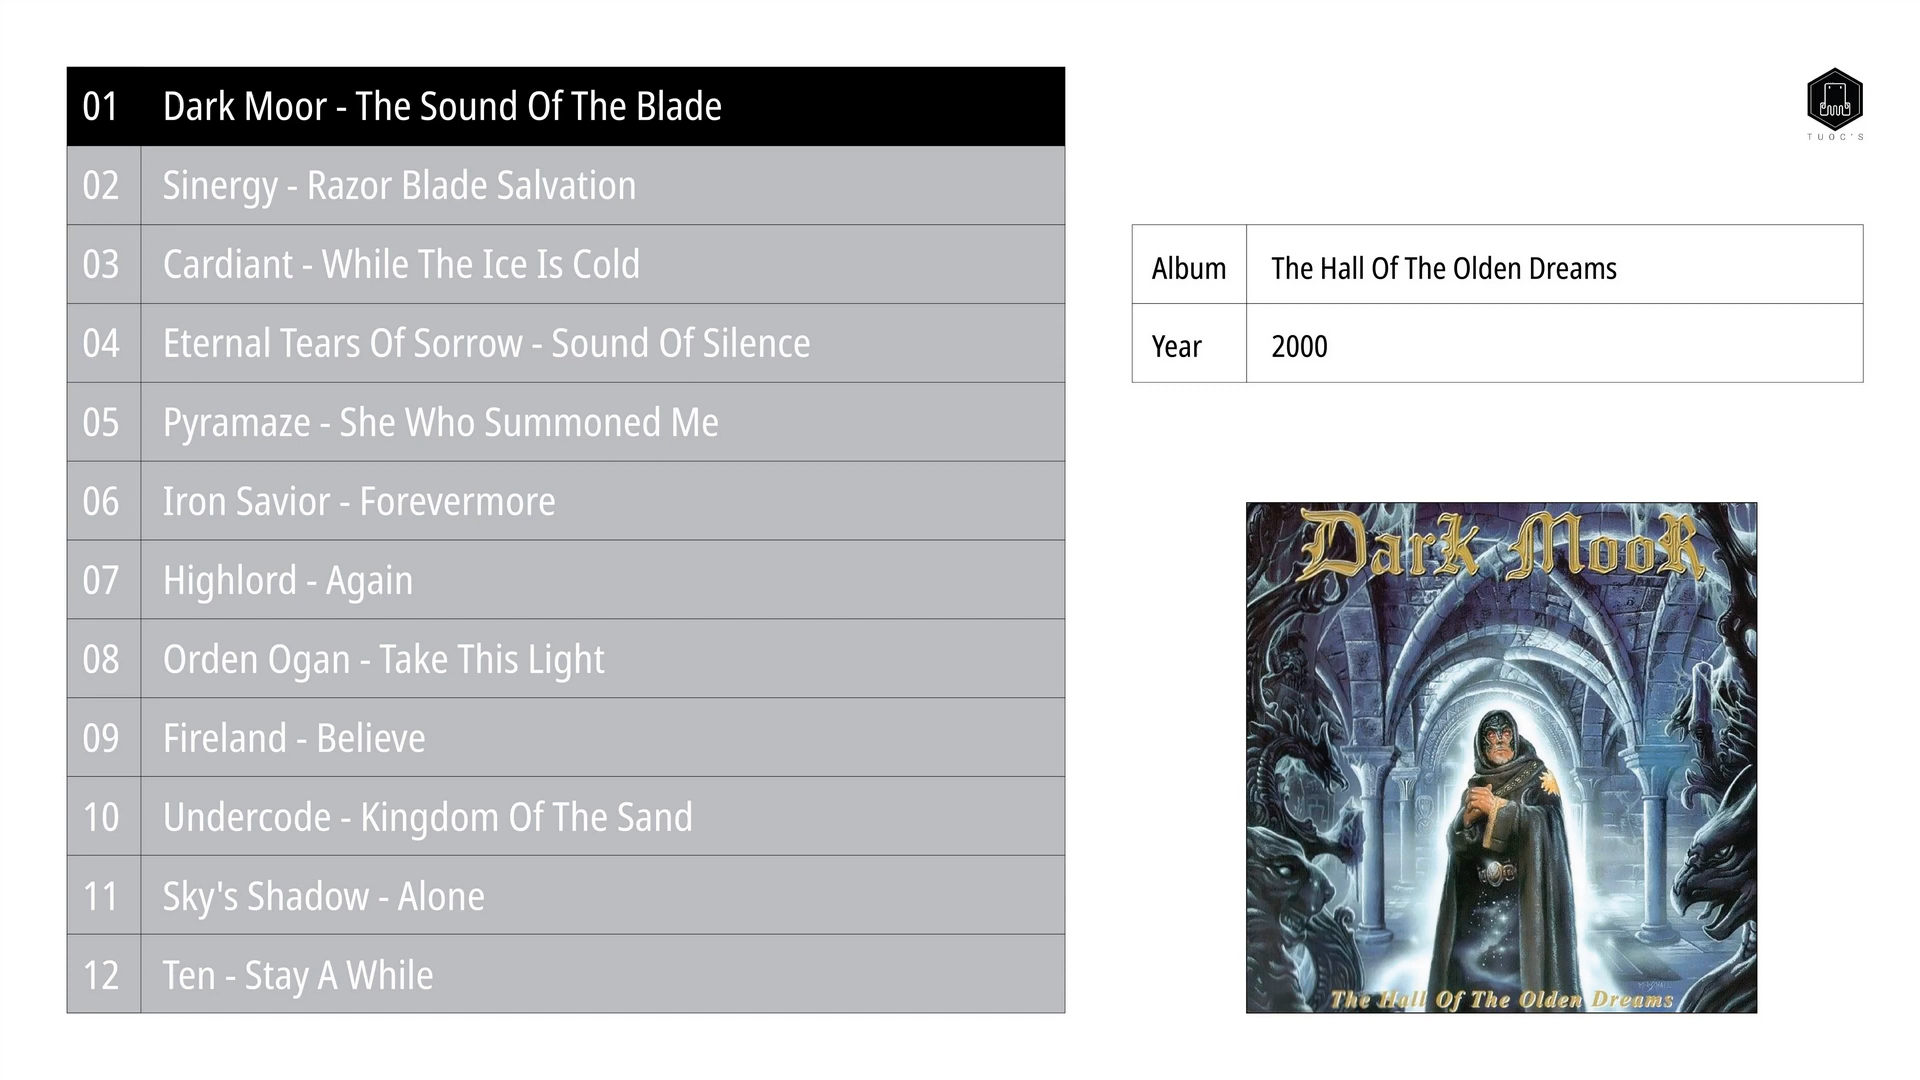 01 Dark Moor - The Sound Of The Blade
02 Sinergy - Razor Blade Salvation
03 Cardiant - While The Ice Is Cold
04 Eternal Tears Of Sorrow - Sound Of Silence
05 Pyramaze - She Who Summoned Me
06 Iron Savior - Forevermore
07 Highlord - Again
08 Orden Ogan - Take This Light
09 Fireland - Believe
10 Undercode - Kingdom Of The Sand
11 Sky's Shadow - Alone
12 Ten - Stay A While
TUOC'S
Album The Hall Of The Olden Dreams
Year 2000
Dark Moor
The Hall Of The Olden Dreams